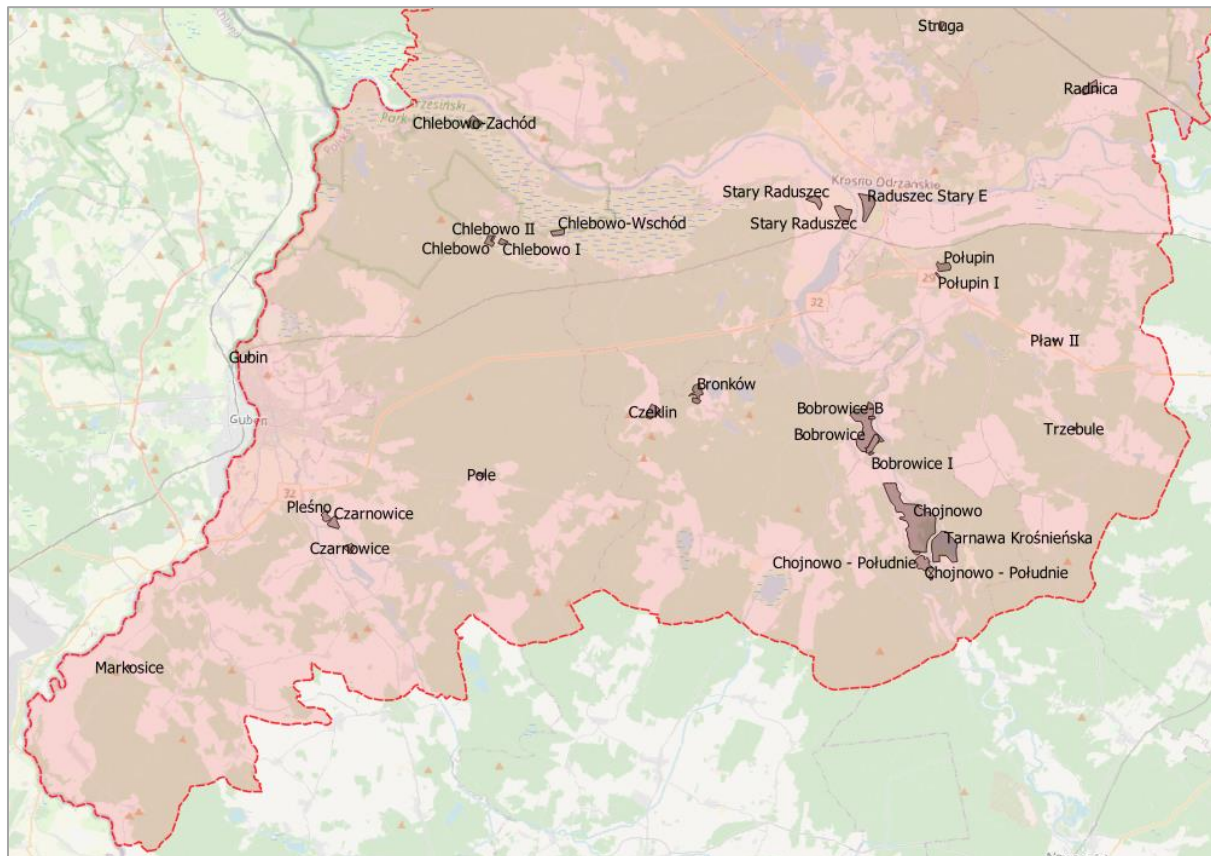 Struga
Radnica
Krzesiński
Chlebowo-Zachód
Krosno Odrzańskie
Stary Raduszec
Raduszec Stary E
Stary Raduszec
Chlebowo II
Chlebowo-Wschód
Chlebowo
Chlebowo I
Połupin
29
Połupin I
32
Pław II
Gubin
Bronków
Czeklin
Bobrowice-B
Guben
Bobrowice
Trzebule
Bobrowice I
Pole
32
Pleśno
Czarnowice
Chojnowo
Tarnawa Krośnieńska
Czarnowice
Chojnowo - Południe
Chojnowo - Południe
Markosice